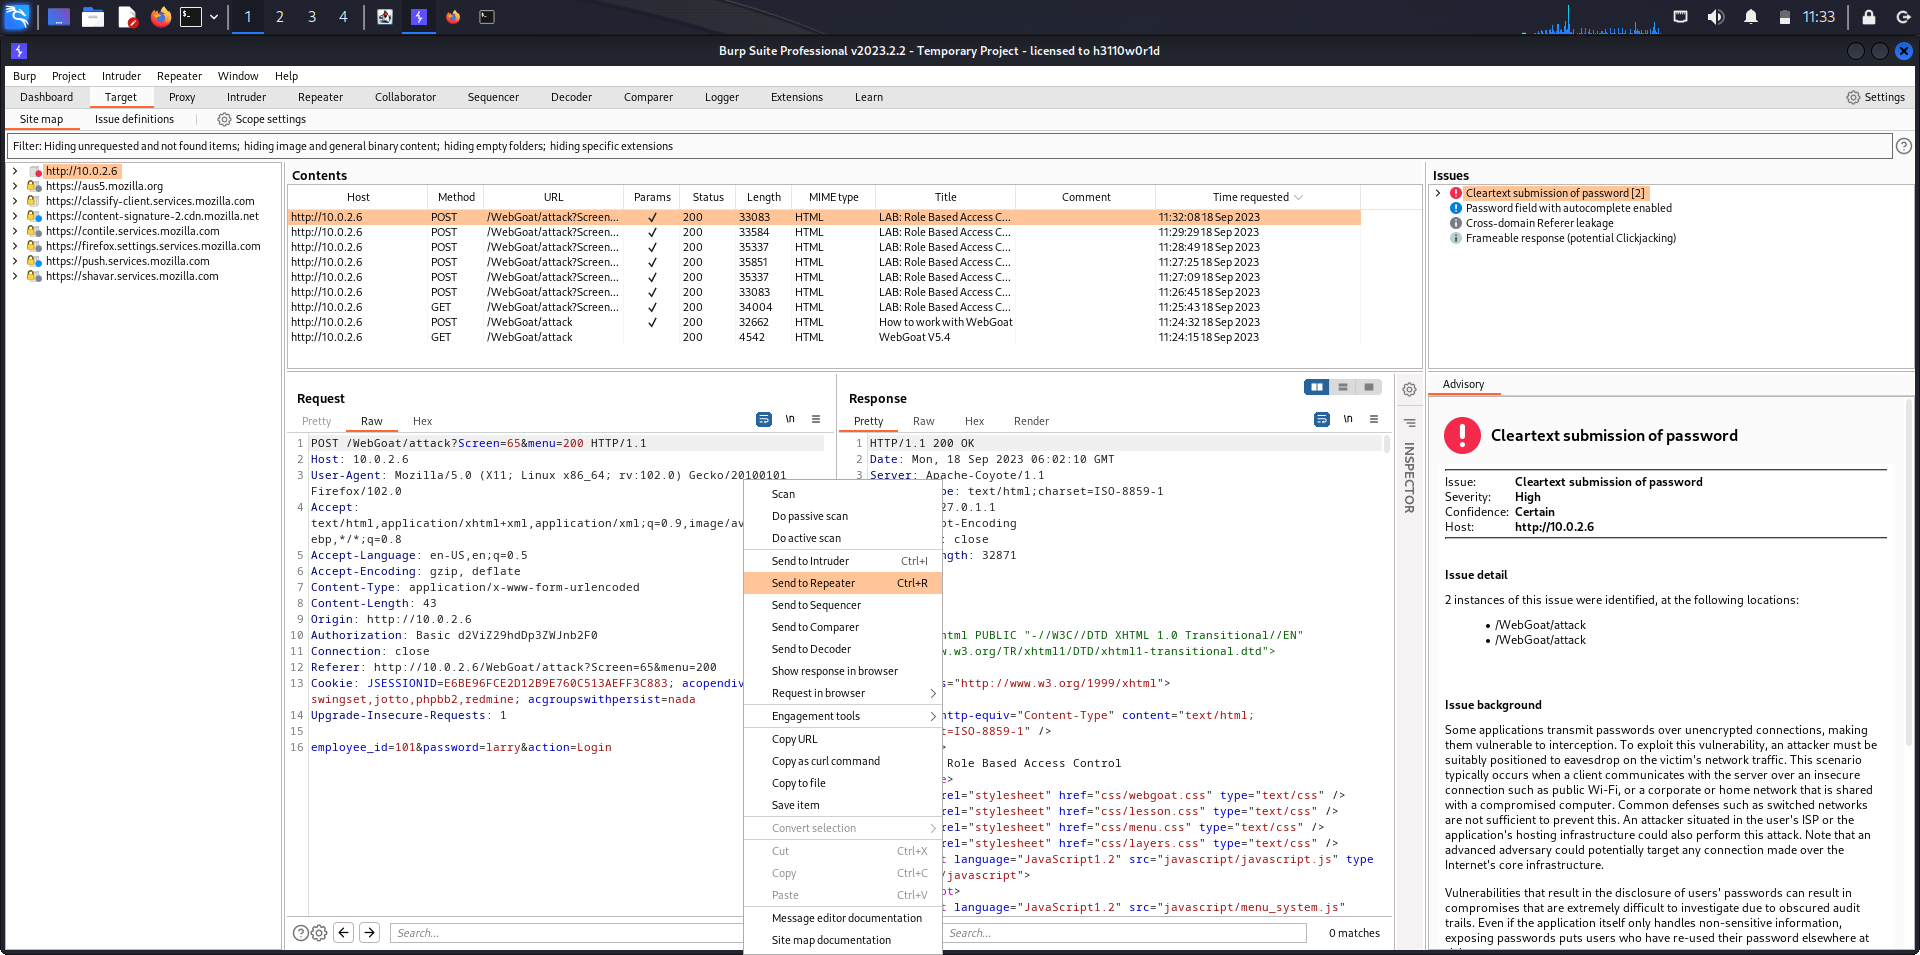 1 2 3 4 11:33
Burp Suite Professional v2023.2.2 - Temporary Project - licensed to h3110w0r1d
Burp Project Intruder Repeater Window Help
Dashboard Target Proxy Intruder Repeater Collaborator Sequencer Decoder Comparer Logger Extensions Learn Settings
Site map Issue definitions Scope settings
Filter: Hiding unrequested and not found items; hiding image and general binary content; hiding empty folders; hiding specific extensions
http://10.0.2.6
https://aus5.mozilla.org
https://classify-client.services.mozilla.com
https://content-signature-2.cdn.mozilla.net
https://contile.services.mozilla.com
https://firefox.settings.services.mozilla.com
https://push.services.mozilla.com
https://shavar.services.mozilla.com
Contents
Host Method URL Params Status Length MIME type Title Comment Time requested
http://10.0.2.6 POST /WebGoat/attack?Screen... ✓ 200 33083 HTML LAB: Role Based Access C... 11:32:08 18 Sep 2023
http://10.0.2.6 POST /WebGoat/attack?Screen... ✓ 200 33584 HTML LAB: Role Based Access C... 11:29:29 18 Sep 2023
http://10.0.2.6 POST /WebGoat/attack?Screen... ✓ 200 35337 HTML LAB: Role Based Access C... 11:28:49 18 Sep 2023
http://10.0.2.6 POST /WebGoat/attack?Screen... ✓ 200 35851 HTML LAB: Role Based Access C... 11:27:25 18 Sep 2023
http://10.0.2.6 POST /WebGoat/attack?Screen... ✓ 200 35337 HTML LAB: Role Based Access C... 11:27:09 18 Sep 2023
http://10.0.2.6 POST /WebGoat/attack?Screen... ✓ 200 33083 HTML LAB: Role Based Access C... 11:26:45 18 Sep 2023
http://10.0.2.6 GET /WebGoat/attack?Screen... ✓ 200 34004 HTML LAB: Role Based Access C... 11:25:43 18 Sep 2023
http://10.0.2.6 POST /WebGoat/attack ✓ 200 32662 HTML How to work with WebGoat 11:24:32 18 Sep 2023
http://10.0.2.6 GET /WebGoat/attack 200 4542 HTML WebGoat V5.4 11:24:15 18 Sep 2023
Issues
Cleartext submission of password [2]
Password field with autocomplete enabled
Cross-domain Referer leakage
Frameable response (potential Clickjacking)
Request
Pretty Raw Hex \n
1 POST /WebGoat/attack?Screen=65&menu=200 HTTP/1.1
2 Host: 10.0.2.6
3 User-Agent: Mozilla/5.0 (X11; Linux x86_64; rv:102.0) Gecko/20100101
Firefox/102.0
4 Accept:
text/html,application/xhtml+xml,application/xml;q=0.9,image/av
ebp,*/*;q=0.8
5 Accept-Language: en-US,en;q=0.5
6 Accept-Encoding: gzip, deflate
7 Content-Type: application/x-www-form-urlencoded
8 Content-Length: 43
9 Origin: http://10.0.2.6
10 Authorization: Basic d2ViZ29hdDp3ZWJnb2F0
11 Connection: close
12 Referer: http://10.0.2.6/WebGoat/attack?Screen=65&menu=200
13 Cookie: JSESSIONID=E6BE96FCE2D12B9E760C513AEFF3C883; acopendiv
swingset,jotto,phpbb2,redmine; acgroupswithpersist=nada
14 Upgrade-Insecure-Requests: 1
15
16 employee_id=101&password=larry&action=Login
Search...
Scan
Do passive scan
Do active scan
Send to Intruder Ctrl+I
Send to Repeater Ctrl+R
Send to Sequencer
Send to Comparer
Send to Decoder
Show response in browser
Request in browser
Engagement tools
Copy URL
Copy as curl command
Copy to file
Save item
Convert selection
Cut Ctrl+X
Copy Ctrl+C
Paste Ctrl+V
Message editor documentation
Site map documentation
Response
Pretty Raw Hex Render \n
1 HTTP/1.1 200 OK
2 Date: Mon, 18 Sep 2023 06:02:10 GMT
3 Server: Apache-Coyote/1.1
pe: text/html;charset=ISO-8859-1
27.0.1.1
pt-Encoding
: close
ngth: 32871
html PUBLIC "-//W3C//DTD XHTML 1.0 Transitional//EN"
w.w3.org/TR/xhtml1/DTD/xhtml1-transitional.dtd">
s="http://www.w3.org/1999/xhtml">
http-equiv="Content-Type" content="text/html;
t=ISO-8859-1" />
>
Role Based Access Control
e>
rel="stylesheet" href="css/webgoat.css" type="text/css" />
rel="stylesheet" href="css/lesson.css" type="text/css" />
rel="stylesheet" href="css/menu.css" type="text/css" />
rel="stylesheet" href="css/layers.css" type="text/css" />
t language="JavaScript1.2" src="javascript/javascript.js" type
/javascript">
pt>
t language="JavaScript1.2" src="javascript/menu_system.js"
Search... 0 matches
INSPECTOR
Advisory
Cleartext submission of password
Issue: Cleartext submission of password
Severity: High
Confidence: Certain
Host: http://10.0.2.6
Issue detail
2 instances of this issue were identified, at the following locations:
• /WebGoat/attack
• /WebGoat/attack
Issue background
Some applications transmit passwords over unencrypted connections, making
them vulnerable to interception. To exploit this vulnerability, an attacker must be
suitably positioned to eavesdrop on the victim's network traffic. This scenario
typically occurs when a client communicates with the server over an insecure
connection such as public Wi-Fi, or a corporate or home network that is shared
with a compromised computer. Common defenses such as switched networks
are not sufficient to prevent this. An attacker situated in the user's ISP or the
application's hosting infrastructure could also perform this attack. Note that an
advanced adversary could potentially target any connection made over the
Internet's core infrastructure.
Vulnerabilities that result in the disclosure of users' passwords can result in
compromises that are extremely difficult to investigate due to obscured audit
trails. Even if the application itself only handles non-sensitive information,
exposing passwords puts users who have re-used their password elsewhere at